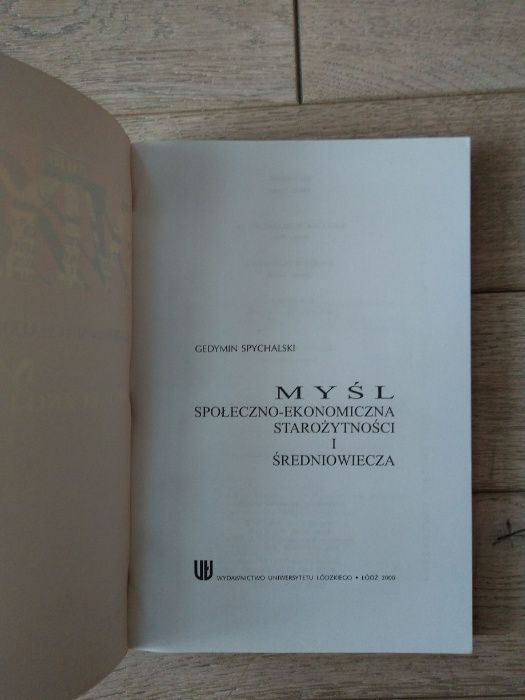 GEDYMIN SPYCHALSKI
MYŚL
SPOŁECZNO-EKONOMICZNA
STAROŻYTNOŚCI
I
ŚREDNIOWIECZA
WYDAWNICTWO UNIWERSYTETU ŁÓDZKIEGO • ŁÓDŹ 2000